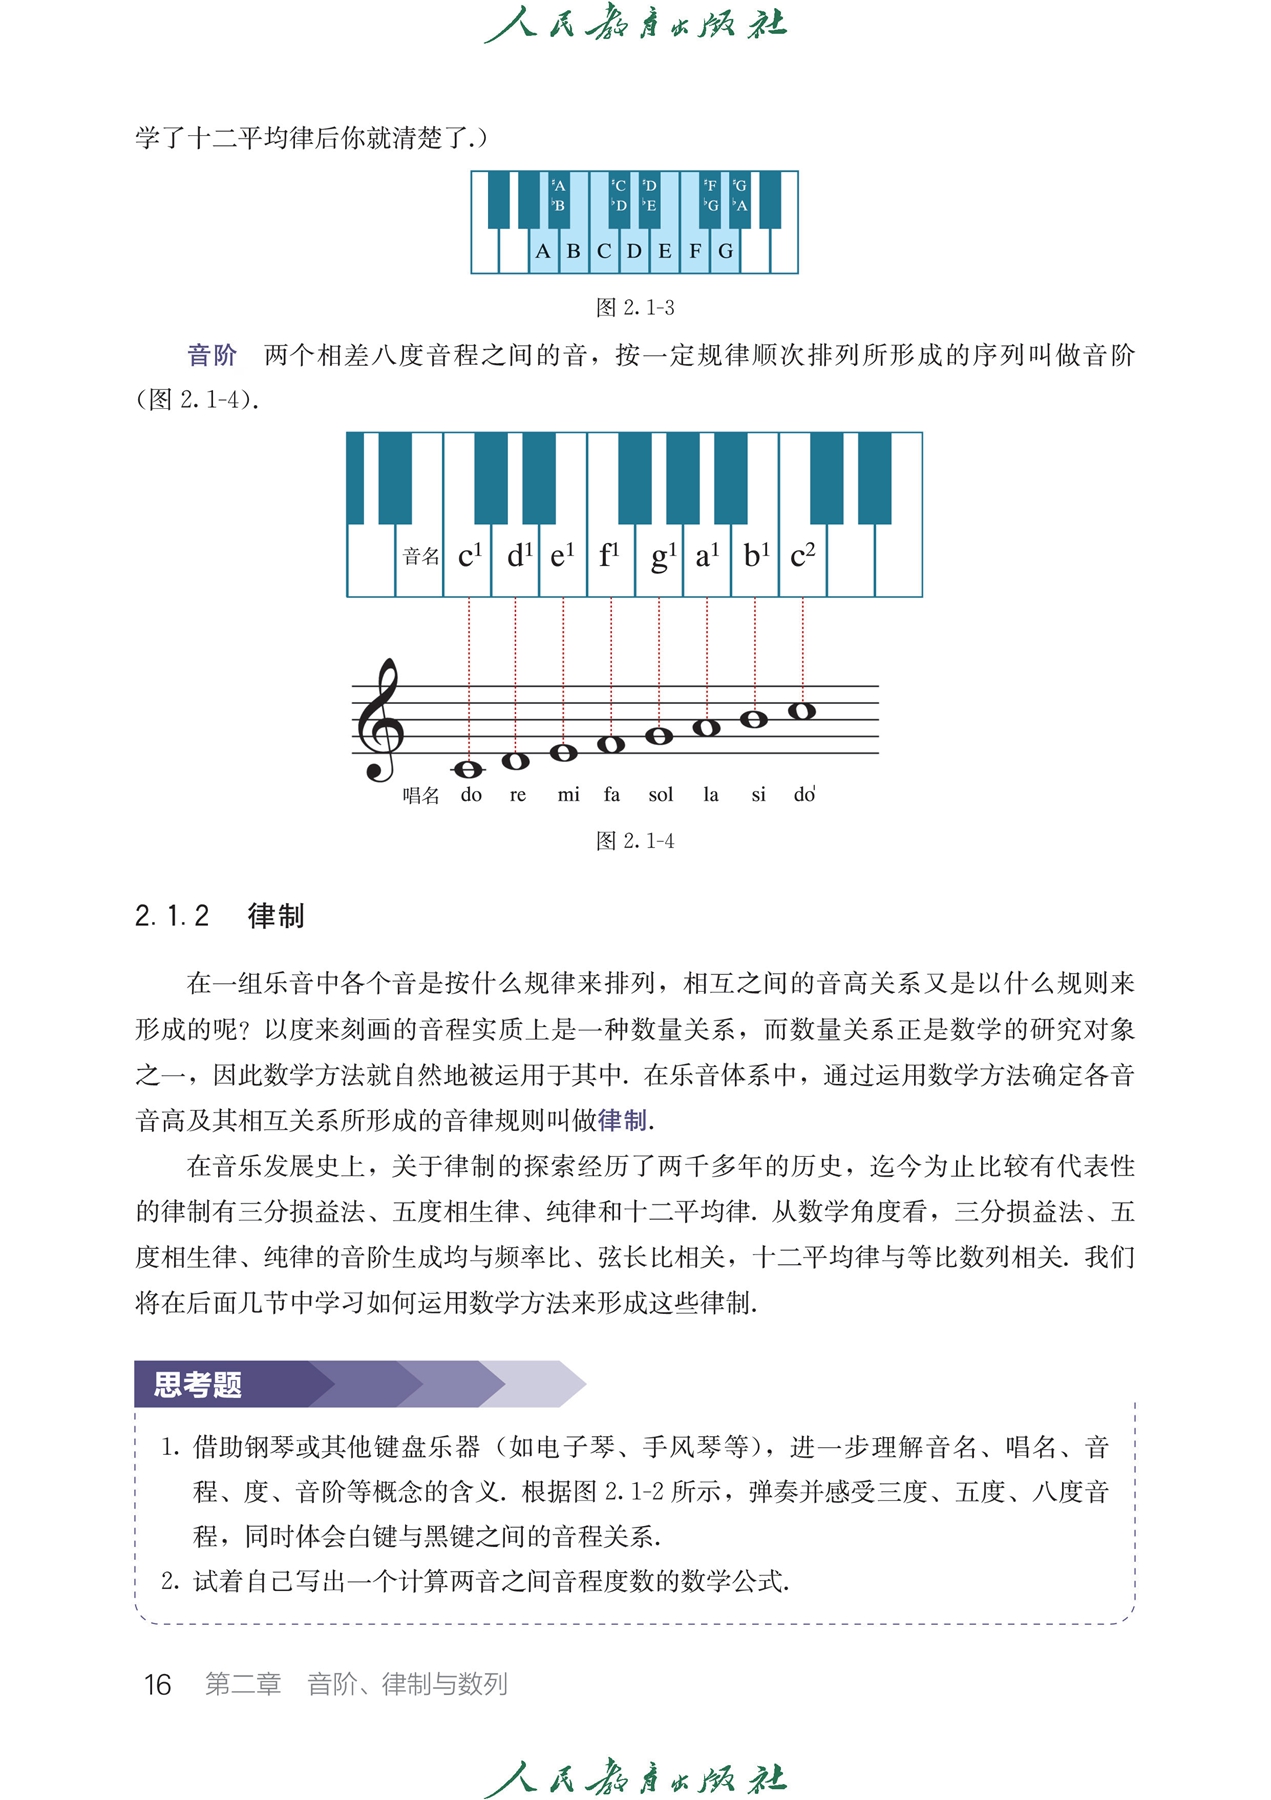 人民教育出版社
学了十二平均律后你就清楚了.）
♯A ♯C ♯D ♯F ♯G
♭B ♭D ♭E ♭G ♭A
A B C D E F G
图 2.1-3
音阶 两个相差八度音程之间的音，按一定规律顺次排列所形成的序列叫做音阶
（图 2.1-4）.
音名 c¹ d¹ e¹ f¹ g¹ a¹ b¹ c²
唱名 do re mi fa sol la si do¹
图 2.1-4
2.1.2 律制
在一组乐音中各个音是按什么规律来排列，相互之间的音高关系又是以什么规则来
形成的呢？以度来刻画的音程实质上是一种数量关系，而数量关系正是数学的研究对象
之一，因此数学方法就自然地被运用于其中. 在乐音体系中，通过运用数学方法确定各音
音高及其相互关系所形成的音律规则叫做律制.
在音乐发展史上，关于律制的探索经历了两千多年的历史，迄今为止比较有代表性
的律制有三分损益法、五度相生律、纯律和十二平均律. 从数学角度看，三分损益法、五
度相生律、纯律的音阶生成均与频率比、弦长比相关，十二平均律与等比数列相关. 我们
将在后面几节中学习如何运用数学方法来形成这些律制.
思考题
1. 借助钢琴或其他键盘乐器（如电子琴、手风琴等），进一步理解音名、唱名、音
程、度、音阶等概念的含义. 根据图 2.1-2 所示，弹奏并感受三度、五度、八度音
程，同时体会白键与黑键之间的音程关系.
2. 试着自己写出一个计算两音之间音程度数的数学公式.
16 第二章 音阶、律制与数列
人民教育出版社